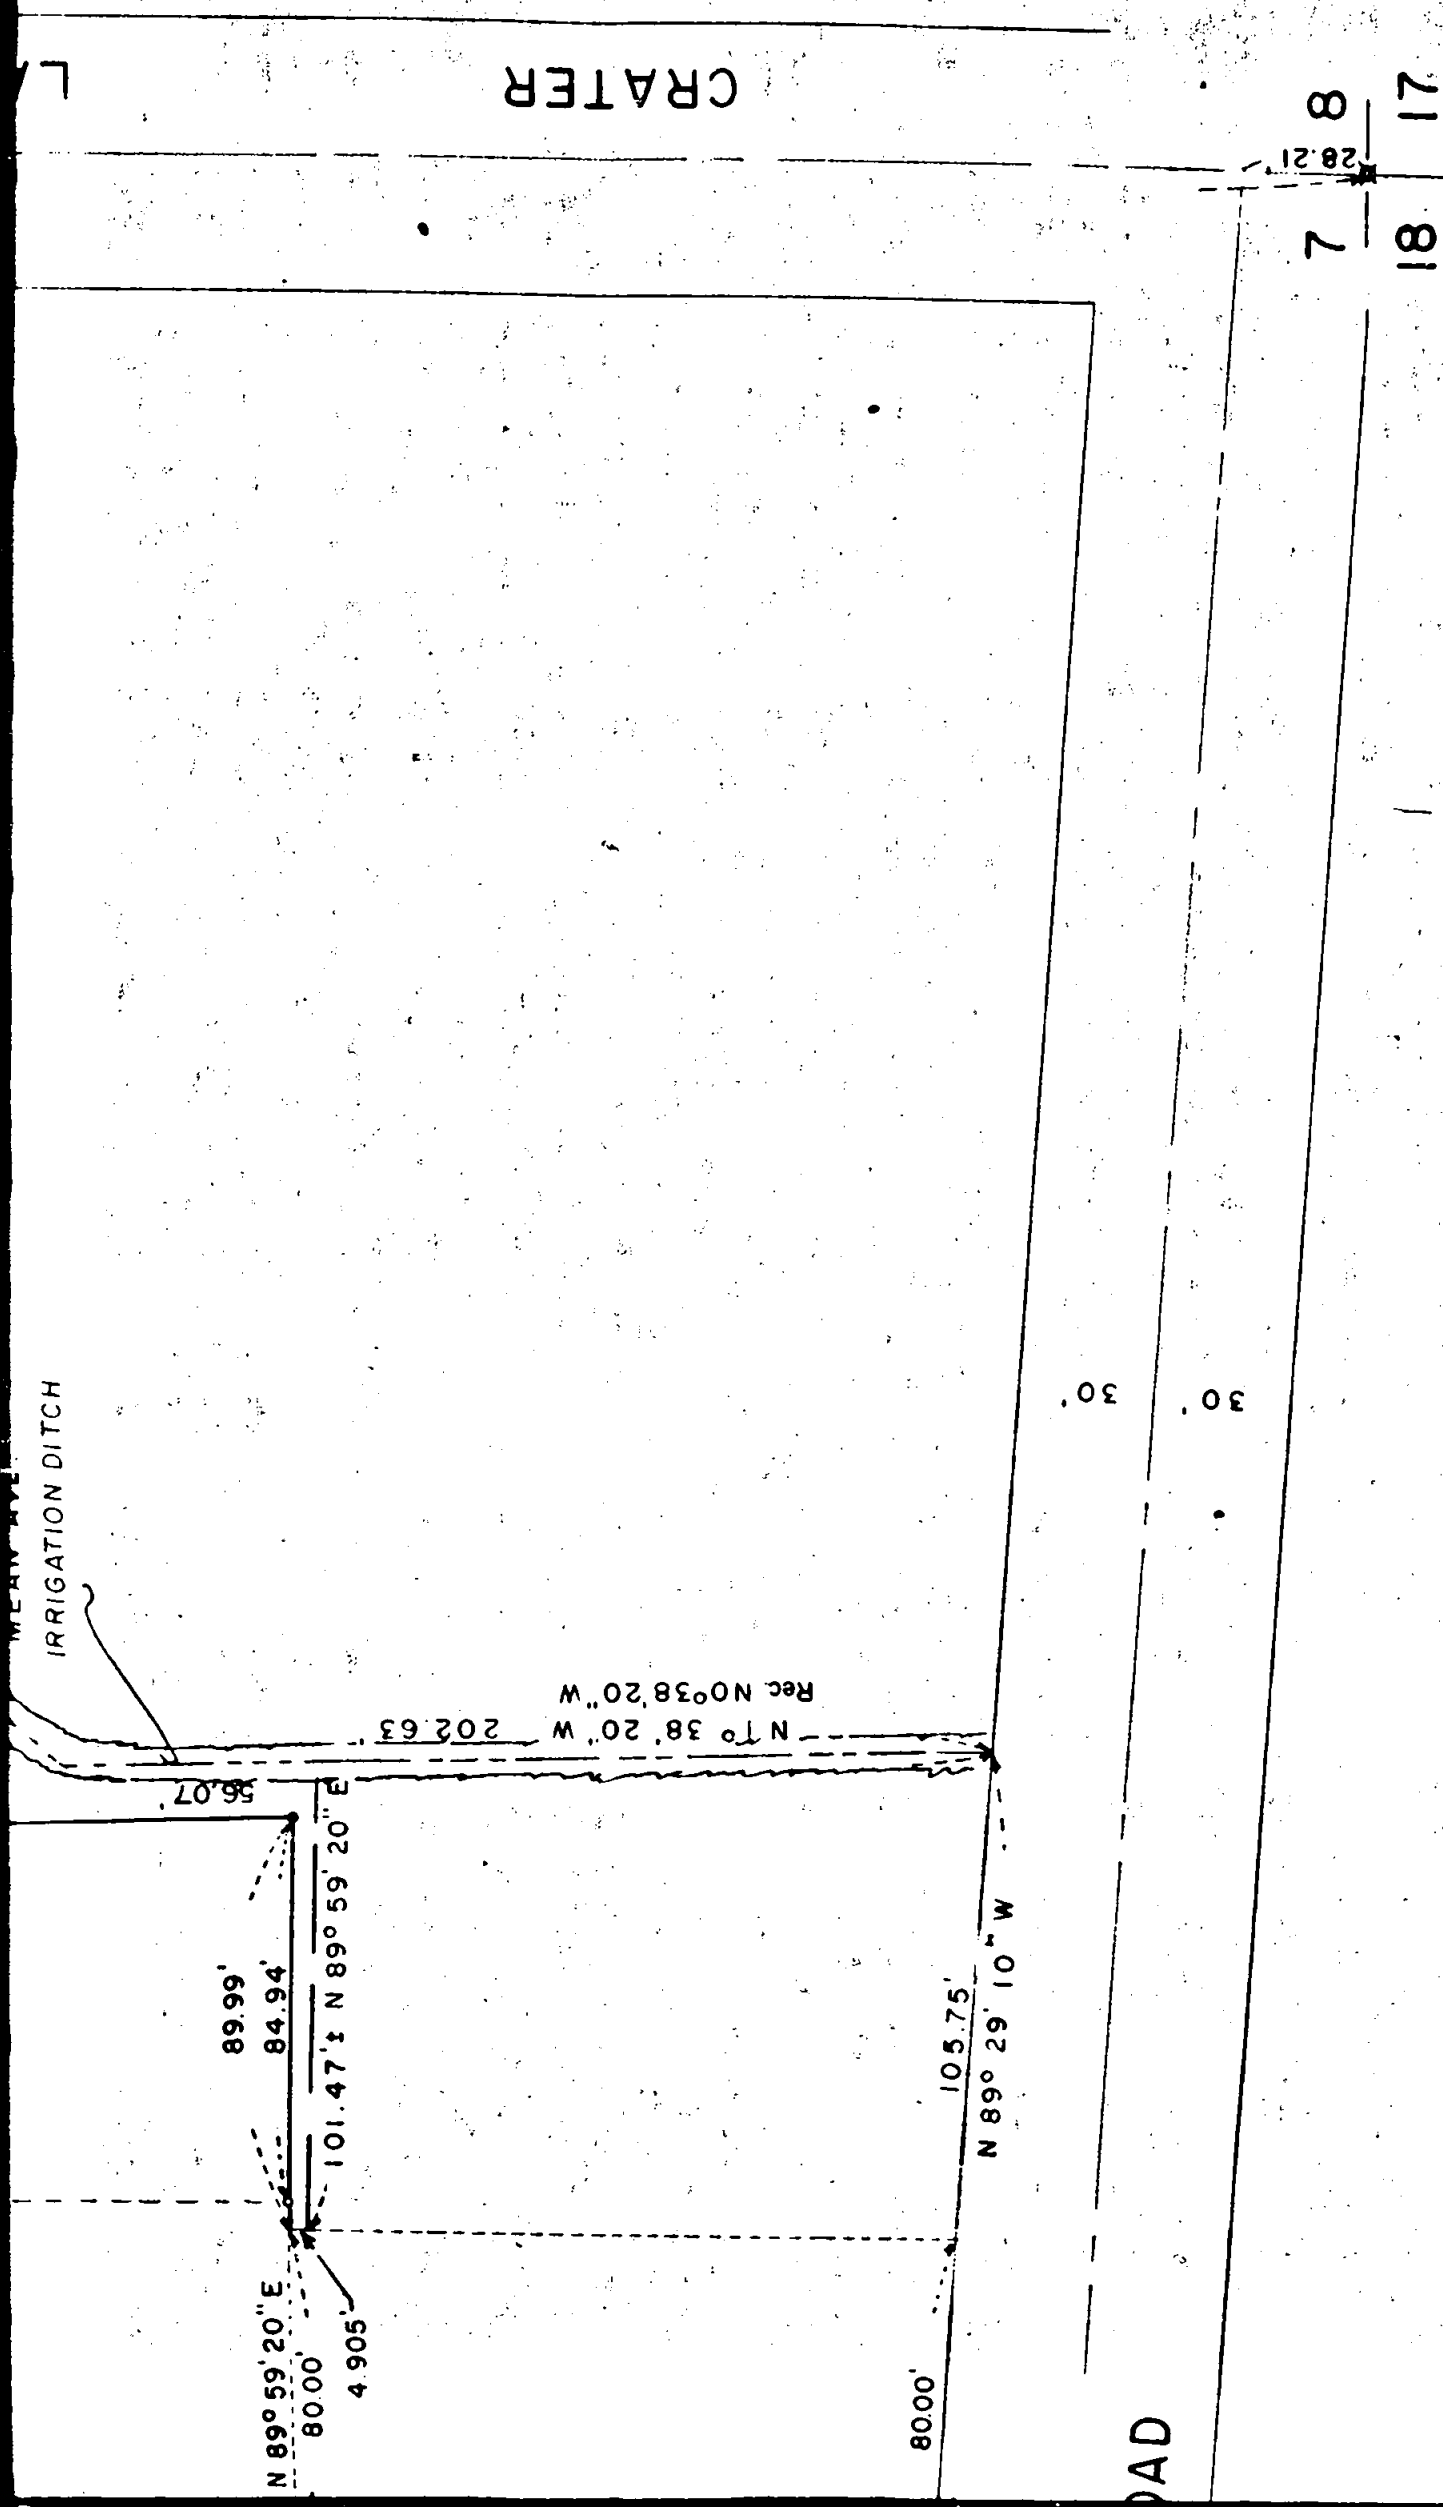 CRATER
8
17
28.21'
7
18
30'
30'
IRRIGATION DITCH
Rec. N0°38'20"W
N T° 38' 20" W 202.63'
56.07'
89.99'
84.94'
101.47'± N 89° 59' 20" E
105.75'
N 89° 29' 10" W
N 89° 59' 20" E
80.00'
4.905'
80.00'
OAD